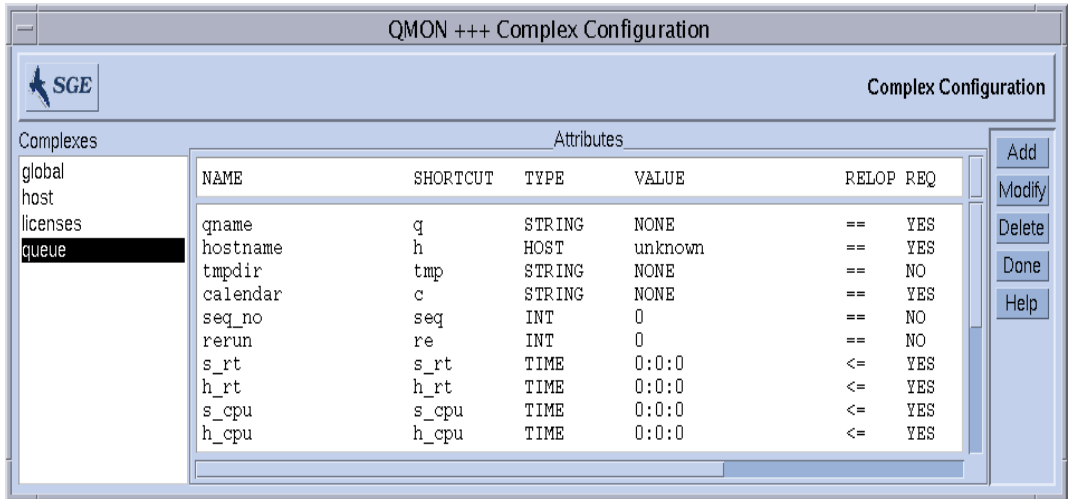 QMON +++ Complex Configuration
SGE
Complex Configuration
Complexes
Attributes
global
host
licenses
queue
NAME SHORTCUT TYPE VALUE RELOP REQ
qname q STRING NONE == YES
hostname h HOST unknown == YES
tmpdir tmp STRING NONE == NO
calendar c STRING NONE == YES
seq_no seq INT 0 == NO
rerun re INT 0 == NO
s_rt s_rt TIME 0:0:0 <= YES
h_rt h_rt TIME 0:0:0 <= YES
s_cpu s_cpu TIME 0:0:0 <= YES
h_cpu h_cpu TIME 0:0:0 <= YES
Add
Modify
Delete
Done
Help